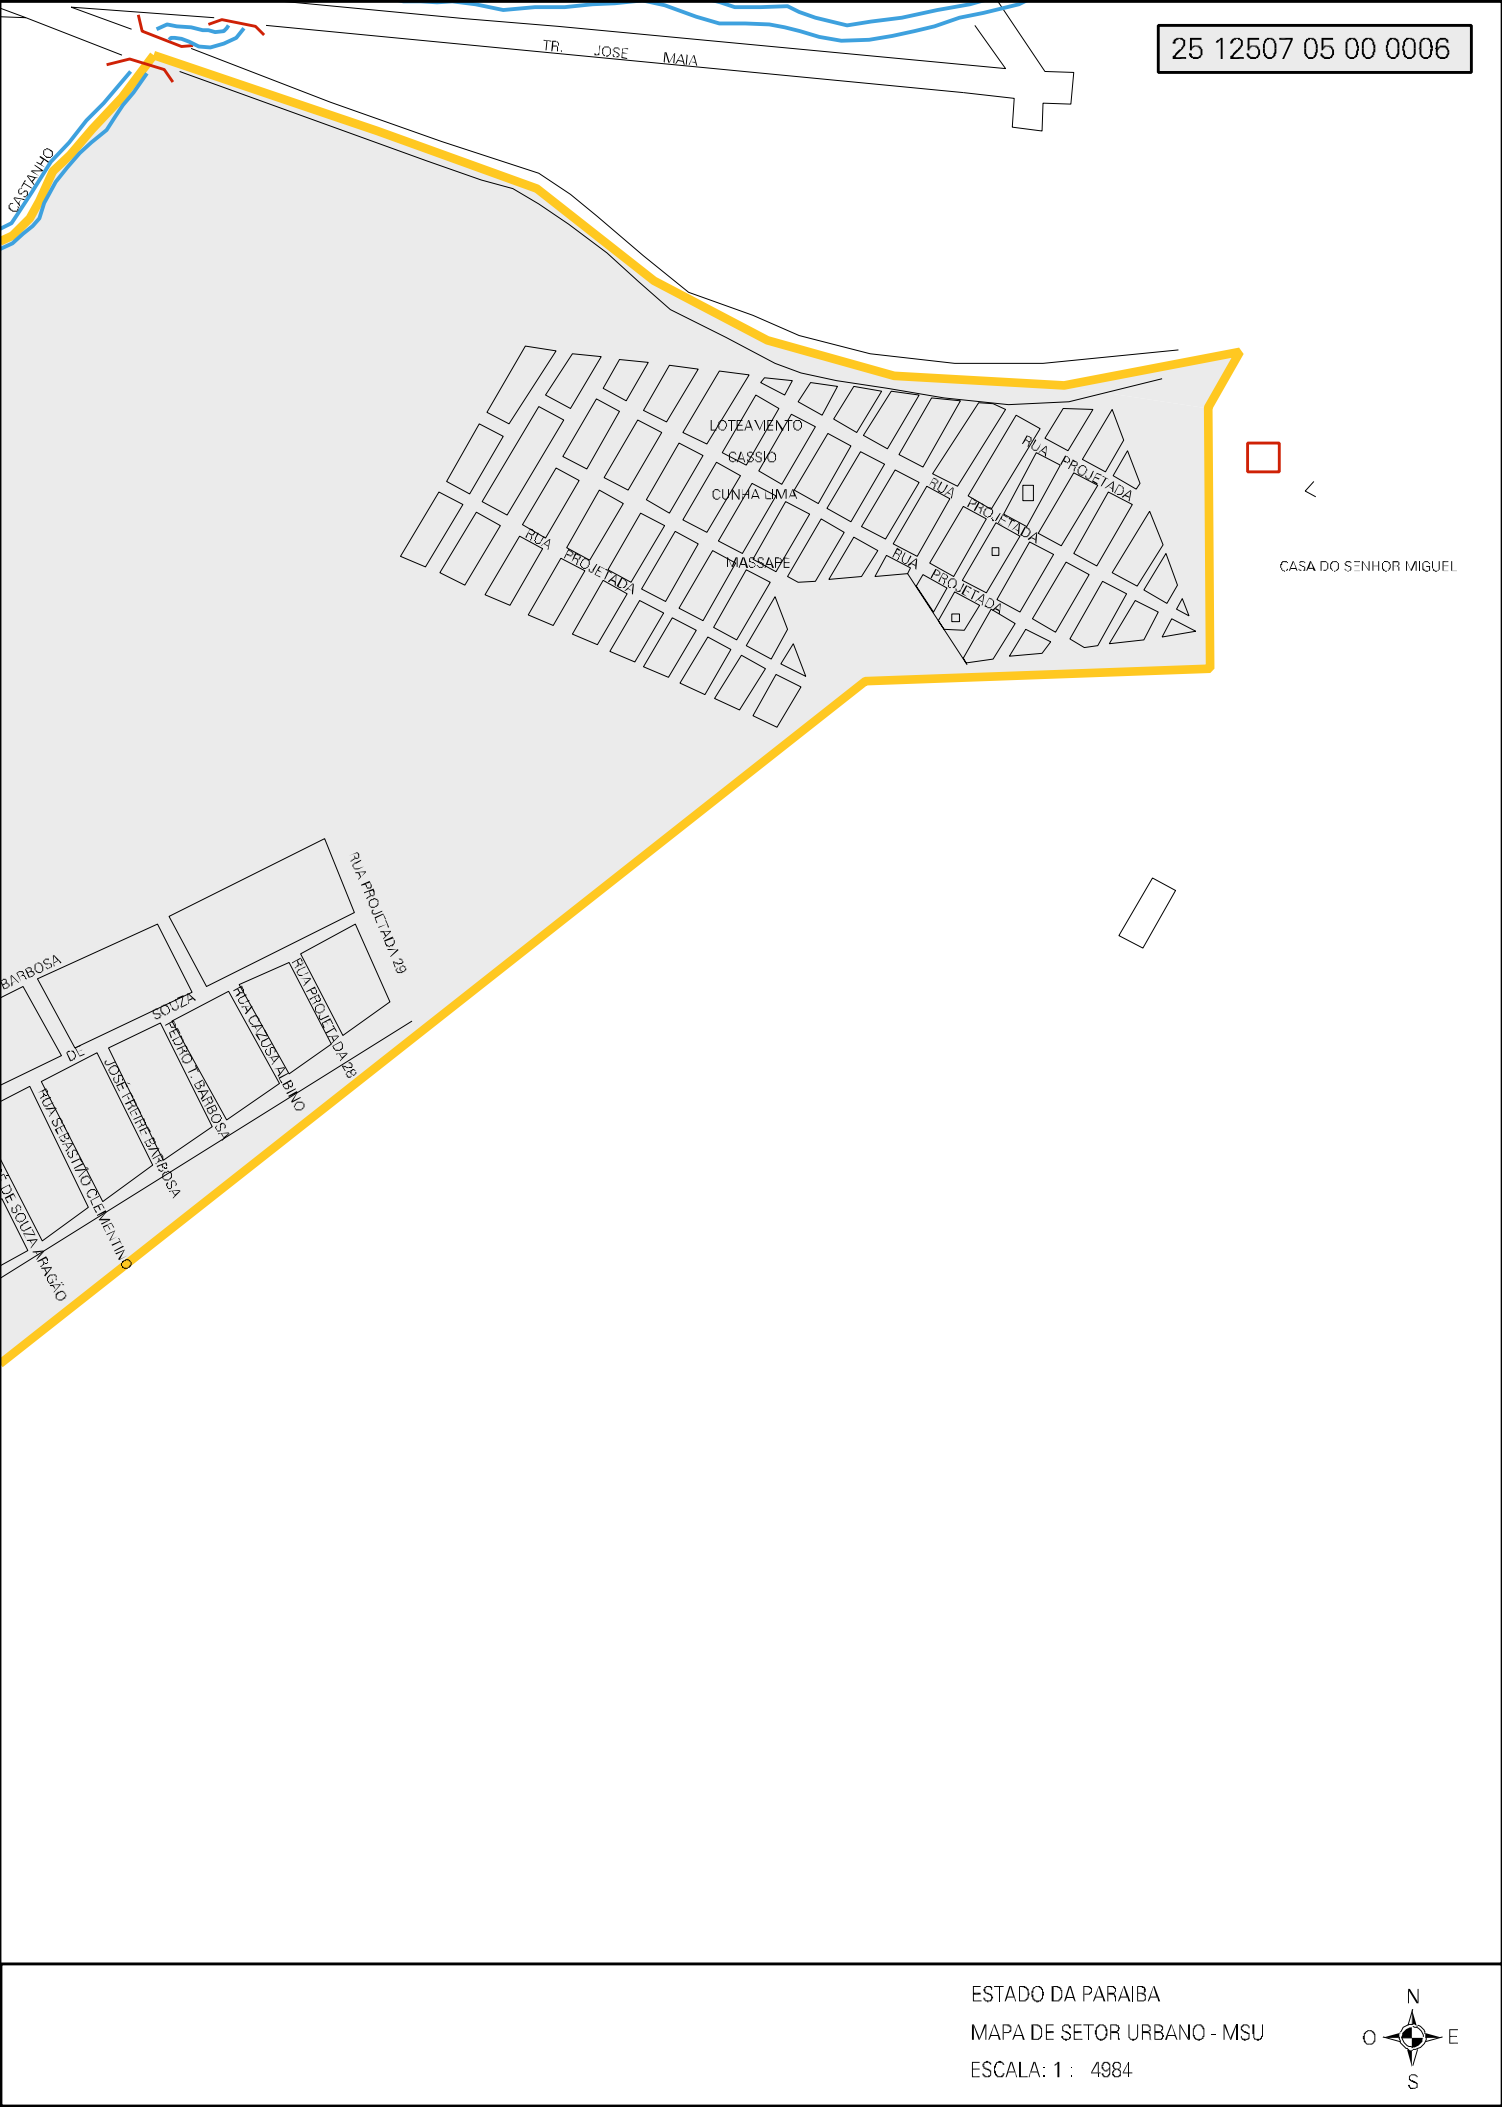 25 12507 05 00 0006
TR. JOSE MAIA
CASTANHO
LOTEAMENTO
CASSIO
CUNHA LIMA
MASSAPE
RUA PROJETADA
RUA PROJETADA
RUA PROJETADA
RUA PROJETADA
CASA DO SENHOR MIGUEL
RUA PROJETADA 29
BARBOSA
SOUZA
DE
RUA PROJETADA 28
RUA CAZUSA ALBINO
PEDRO T. BARBOSA
JOSÉ FREIRE BARBOSA
RUA SEBASTIÃO CLEMENTINO
DE SOUZA ARAGÃO
ESTADO DA PARAIBA
MAPA DE SETOR URBANO - MSU
ESCALA: 1 : 4984
N
O E
S